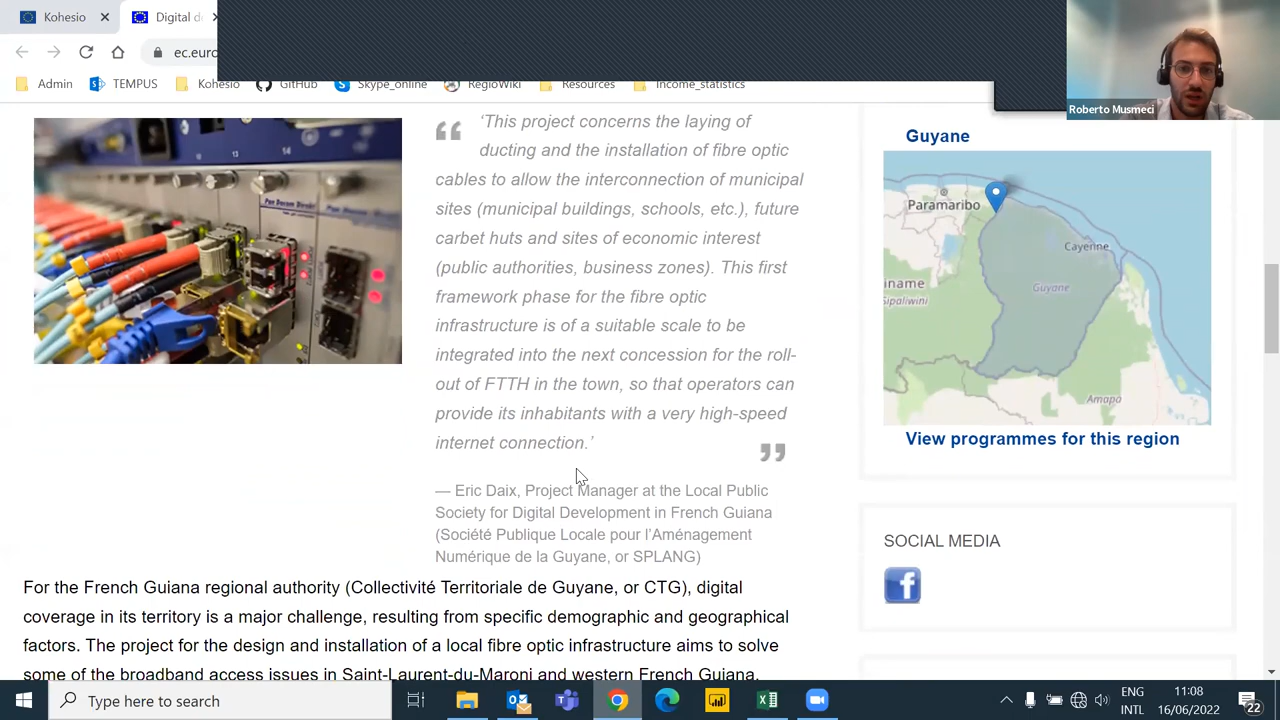 Kohesio
Digital d
ec.euro
Admin TEMPUS Kohesio GitHub Skype_online RegioWiki Resources Income_statistics
Roberto Musmeci
12 13 14
‘This project concerns the laying of
ducting and the installation of fibre optic
cables to allow the interconnection of municipal
sites (municipal buildings, schools, etc.), future
carbet huts and sites of economic interest
(public authorities, business zones). This first
framework phase for the fibre optic
infrastructure is of a suitable scale to be
integrated into the next concession for the roll-
out of FTTH in the town, so that operators can
provide its inhabitants with a very high-speed
internet connection.’
— Eric Daix, Project Manager at the Local Public
Society for Digital Development in French Guiana
(Société Publique Locale pour l’Aménagement
Numérique de la Guyane, or SPLANG)
For the French Guiana regional authority (Collectivité Territoriale de Guyane, or CTG), digital
coverage in its territory is a major challenge, resulting from specific demographic and geographical
factors. The project for the design and installation of a local fibre optic infrastructure aims to solve
some of the broadband access issues in Saint-Laurent-du-Maroni and western French Guiana.
Guyane
Paramaribo
Cayenne
iname
Sipaliwini
Guyane
Amapá
View programmes for this region
SOCIAL MEDIA
Type here to search
ENG
INTL
11:08
16/06/2022
22